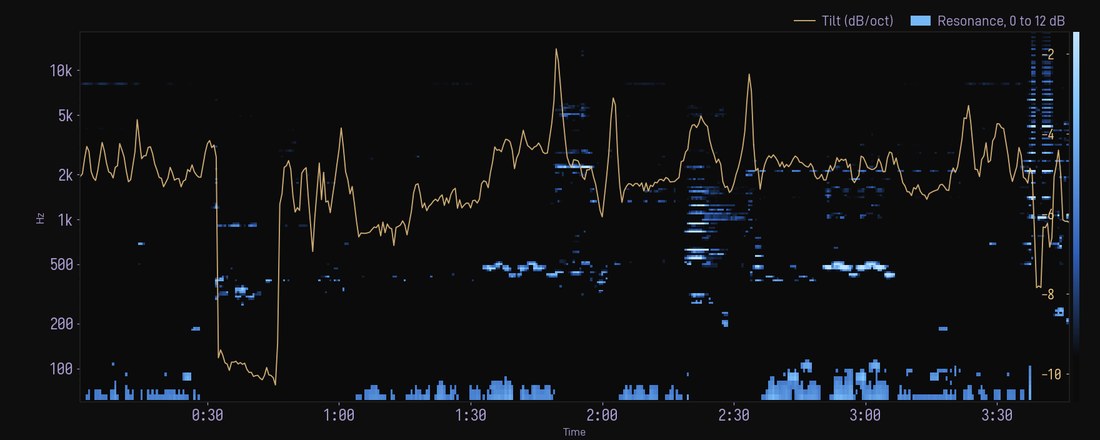 Tilt (dB/oct) Resonance, 0 to 12 dB
10k
5k
2k
1k
500
200
100
Hz
-2
-4
-6
-8
-10
0:30 1:00 1:30 2:00 2:30 3:00 3:30
Time